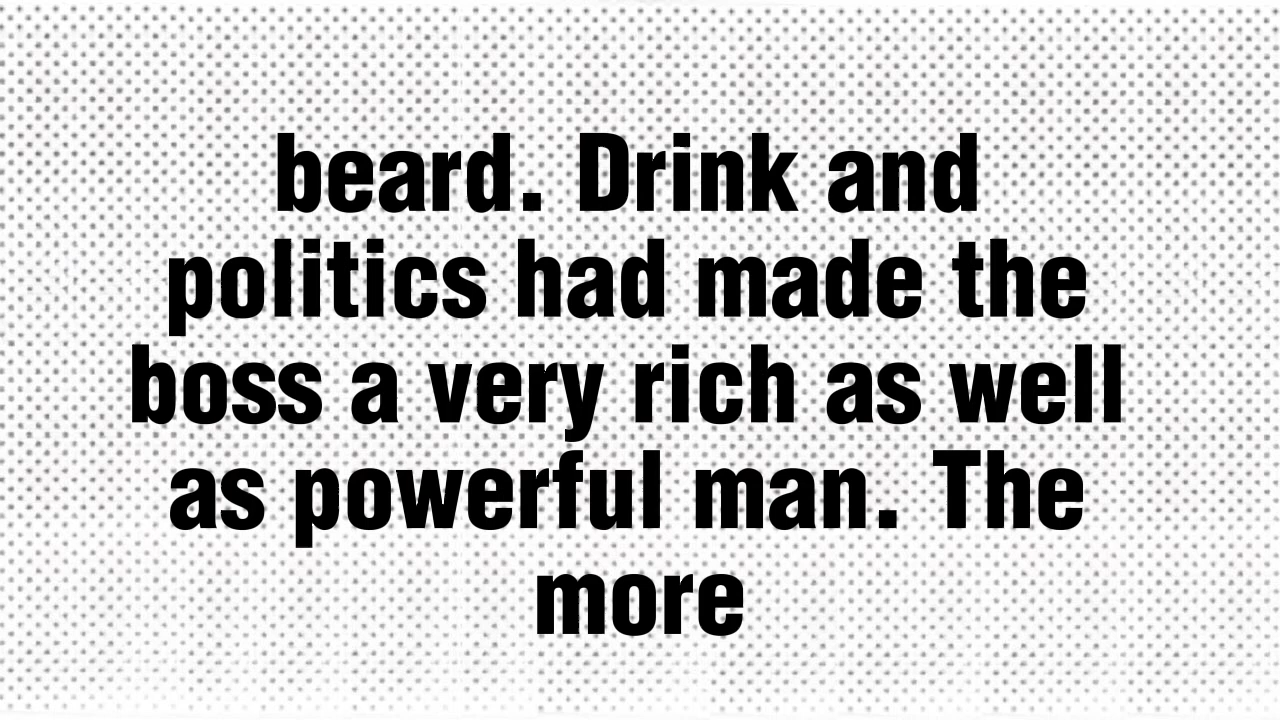 beard. Drink and
politics had made the
boss a very rich as well
as powerful man. The
more